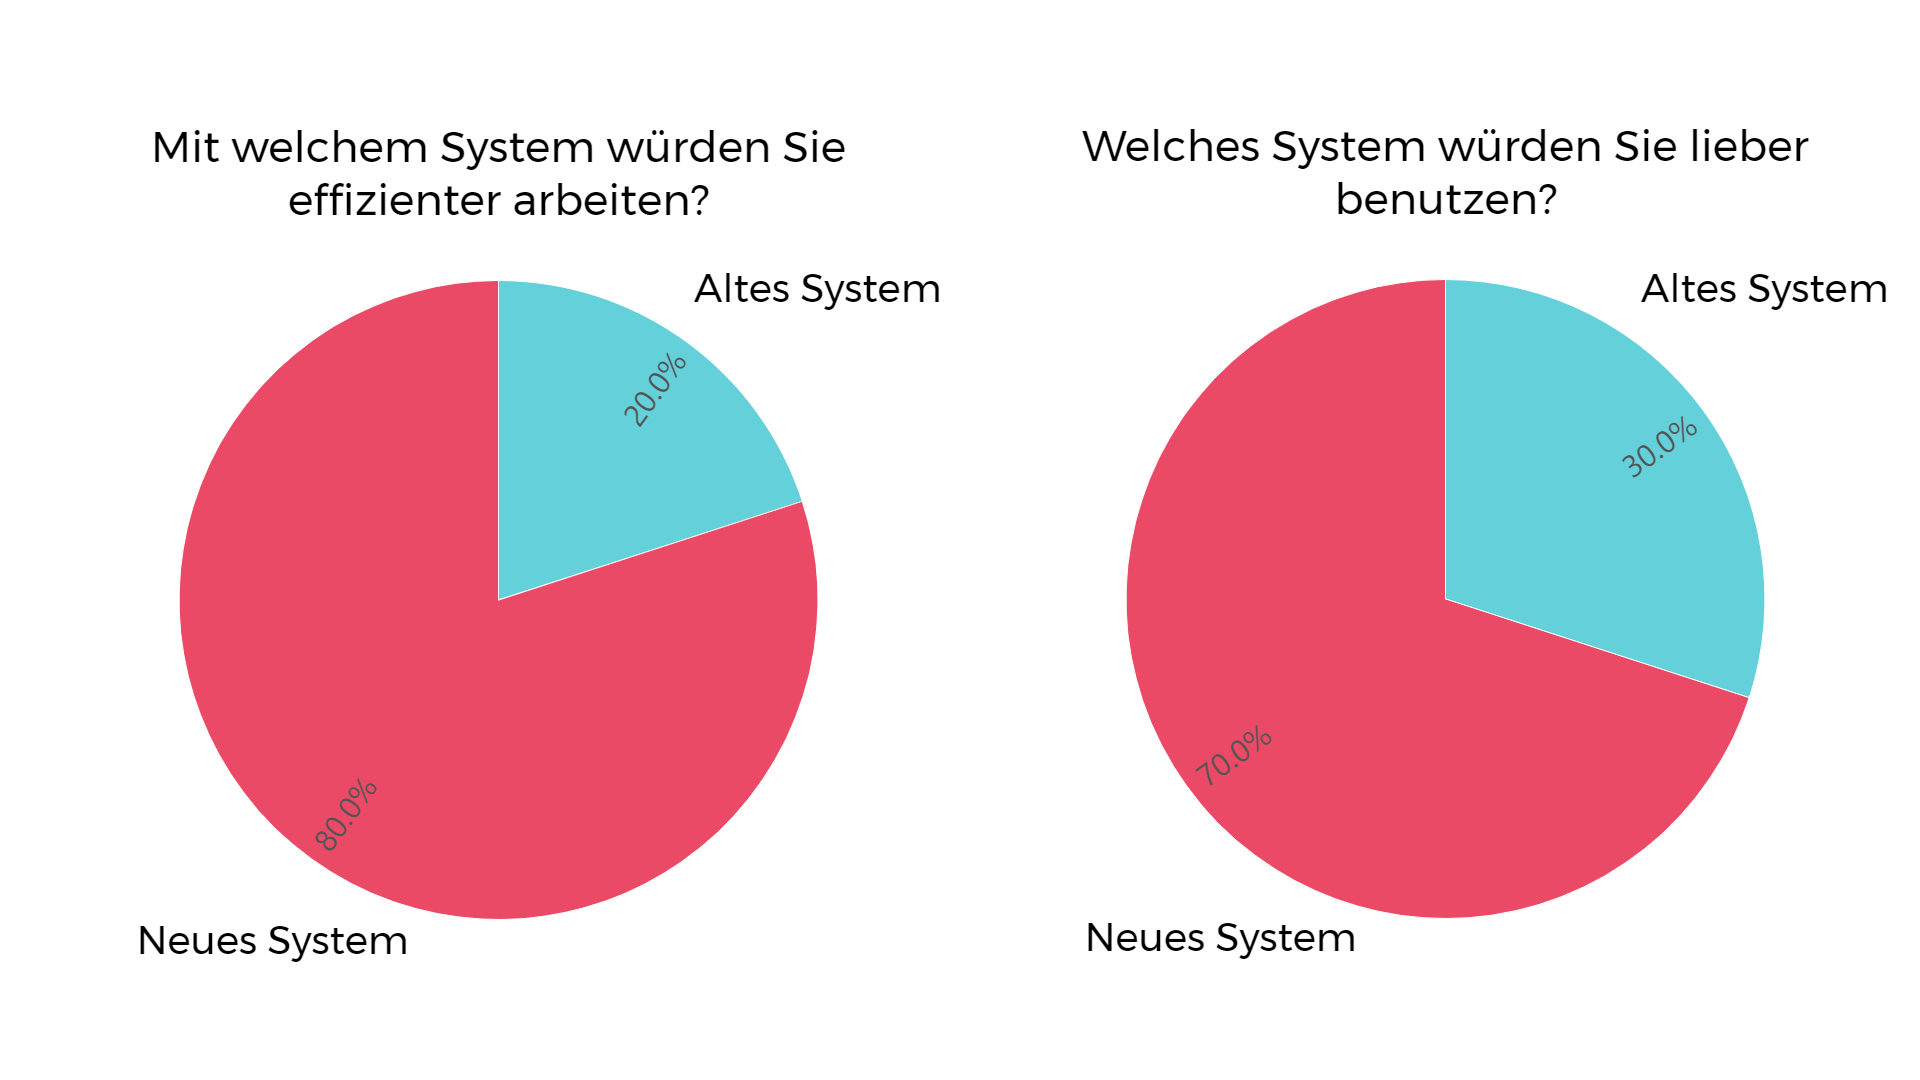 Mit welchem System würden Sie
effizienter arbeiten?
Altes System
20.0%
80.0%
Neues System
Welches System würden Sie lieber
benutzen?
Altes System
30.0%
70.0%
Neues System